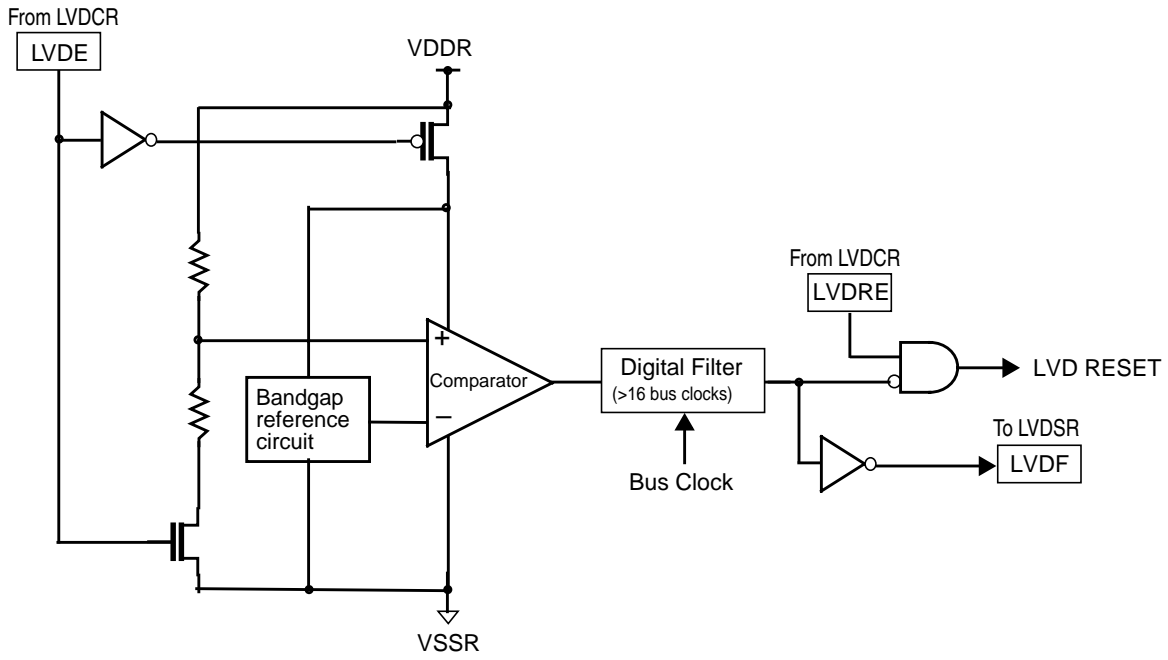 From LVDCR
LVDE
VDDR
From LVDCR
LVDRE
+
Comparator
−
Digital Filter
(>16 bus clocks)
LVD RESET
Bandgap
reference
circuit
To LVDSR
LVDF
Bus Clock
VSSR